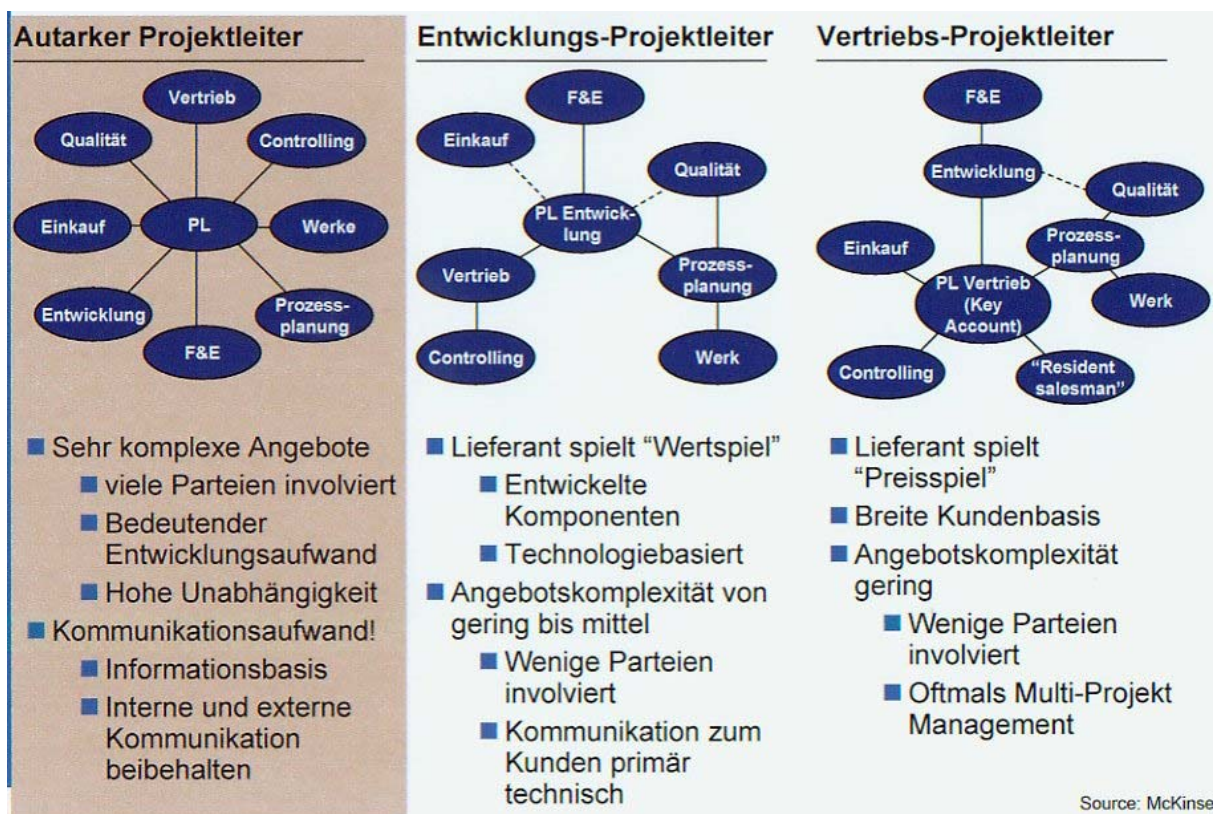 Autarker Projektleiter
Vertrieb
Qualität
Controlling
Einkauf
PL
Werke
Entwicklung
Prozess-
planung
F&E
Sehr komplexe Angebote
viele Parteien involviert
Bedeutender
Entwicklungsaufwand
Hohe Unabhängigkeit
Kommunikationsaufwand!
Informationsbasis
Interne und externe
Kommunikation
beibehalten
Entwicklungs-Projektleiter
F&E
Einkauf
Qualität
PL Entwick-
lung
Vertrieb
Prozess-
planung
Controlling
Werk
Lieferant spielt “Wertspiel”
Entwickelte
Komponenten
Technologiebasiert
Angebotskomplexität von
gering bis mittel
Wenige Parteien
involviert
Kommunikation zum
Kunden primär
technisch
Vertriebs-Projektleiter
F&E
Entwicklung
Qualität
Einkauf
Prozess-
planung
PL Vertrieb
(Key
Account)
Werk
Controlling
“Resident
salesman”
Lieferant spielt
“Preisspiel”
Breite Kundenbasis
Angebotskomplexität
gering
Wenige Parteien
involviert
Oftmals Multi-Projekt
Management
Source: McKinse